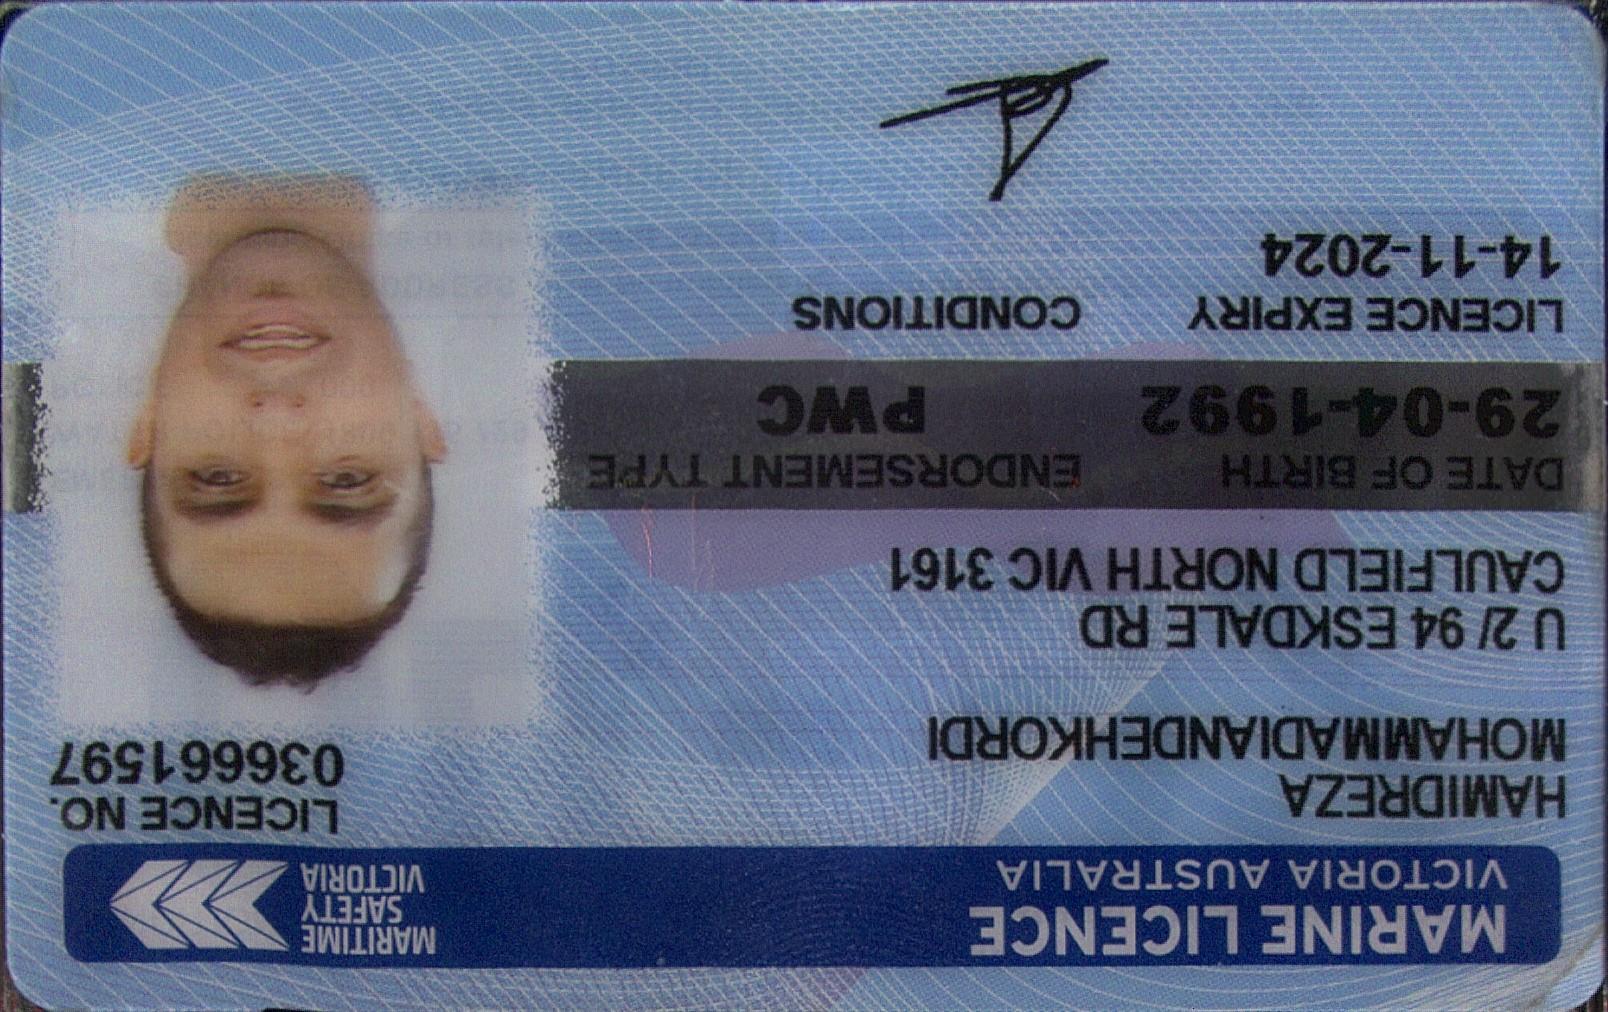 MARINE LICENCE
VICTORIA AUSTRALIA
MARITIME
SAFETY
VICTORIA
HAMIDREZA
MOHAMMADIANDEHKORDI
LICENCE NO.
036661597
U 2/ 94 ESKDALE RD
CAULFIELD NORTH VIC 3161
DATE OF BIRTH
29-04-1992
ENDORSEMENT TYPE
PWC
LICENCE EXPIRY
14-11-2024
CONDITIONS